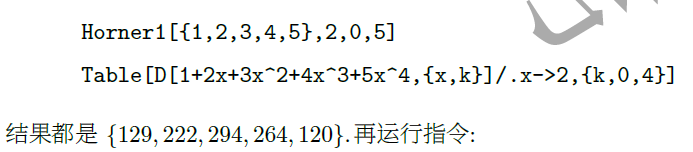 Horner1[{1,2,3,4,5},2,0,5]
Table[D[1+2x+3x^2+4x^3+5x^4,{x,k}]/.x->2,{k,0,4}]
结果都是 {129,222,294,264,120}.再运行指令: